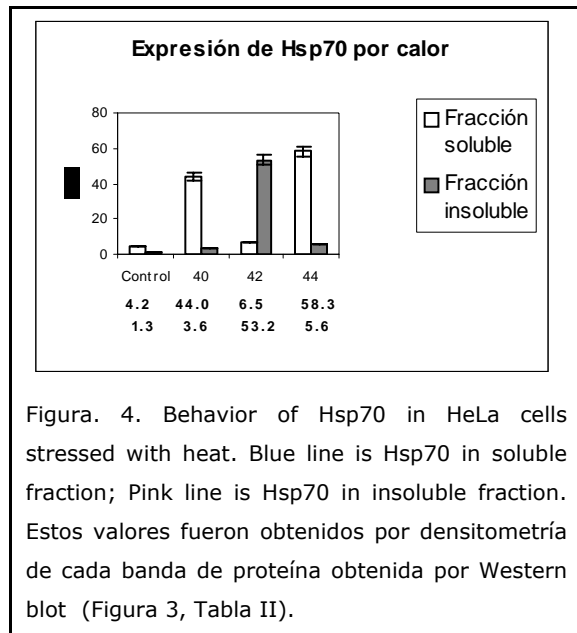 Expresión de Hsp70 por calor
80
60
40
20
0
Control 40 42 44
4.2 44.0 6.5 58.3
1.3 3.6 53.2 5.6
Fracción
soluble
Fracción
insoluble
Figura. 4. Behavior of Hsp70 in HeLa cells
stressed with heat. Blue line is Hsp70 in soluble
fraction; Pink line is Hsp70 in insoluble fraction.
Estos valores fueron obtenidos por densitometría
de cada banda de proteína obtenida por Western
blot (Figura 3, Tabla II).